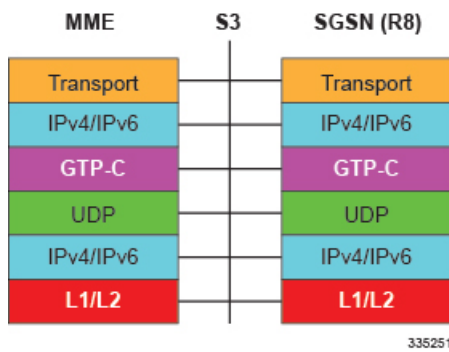 MME S3 SGSN (R8)
Transport Transport
IPv4/IPv6 IPv4/IPv6
GTP-C GTP-C
UDP UDP
IPv4/IPv6 IPv4/IPv6
L1/L2 L1/L2
335251